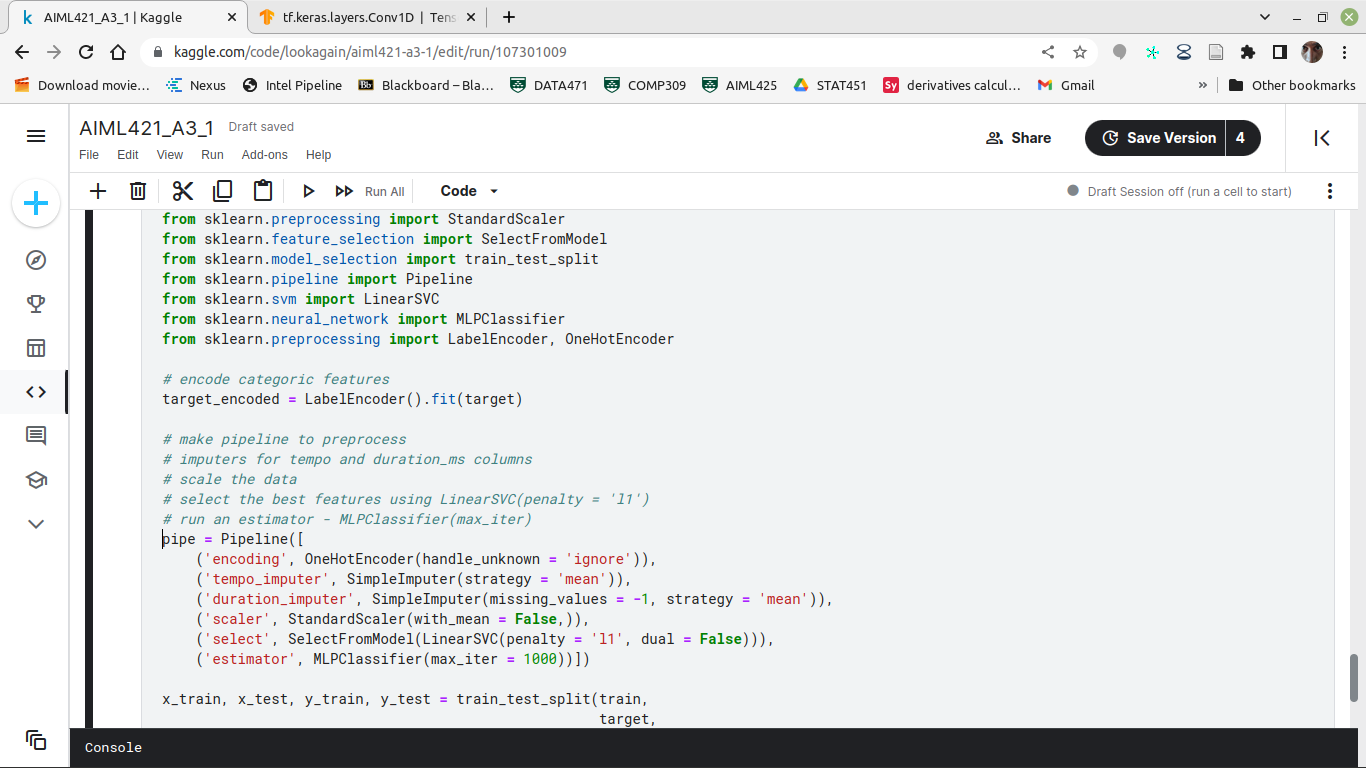 AIML421_A3_1 | Kaggle
tf.keras.layers.Conv1D | Tens
kaggle.com/code/lookagain/aiml421-a3-1/edit/run/107301009
Download movie… Nexus Intel Pipeline Bb Blackboard – Bla… DATA471 COMP309 AIML425 STAT451 Sy derivatives calcul… Gmail » Other bookmarks
AIML421_A3_1 Draft saved
File Edit View Run Add-ons Help
Share
Save Version 4
Run All
Code
Draft Session off (run a cell to start)
from sklearn.preprocessing import StandardScaler
from sklearn.feature_selection import SelectFromModel
from sklearn.model_selection import train_test_split
from sklearn.pipeline import Pipeline
from sklearn.svm import LinearSVC
from sklearn.neural_network import MLPClassifier
from sklearn.preprocessing import LabelEncoder, OneHotEncoder
# encode categoric features
target_encoded = LabelEncoder().fit(target)
# make pipeline to preprocess
# imputers for tempo and duration_ms columns
# scale the data
# select the best features using LinearSVC(penalty = 'l1')
# run an estimator - MLPClassifier(max_iter)
pipe = Pipeline([
('encoding', OneHotEncoder(handle_unknown = 'ignore')),
('tempo_imputer', SimpleImputer(strategy = 'mean')),
('duration_imputer', SimpleImputer(missing_values = -1, strategy = 'mean')),
('scaler', StandardScaler(with_mean = False,)),
('select', SelectFromModel(LinearSVC(penalty = 'l1', dual = False))),
('estimator', MLPClassifier(max_iter = 1000))])
x_train, x_test, y_train, y_test = train_test_split(train,
target,
Console